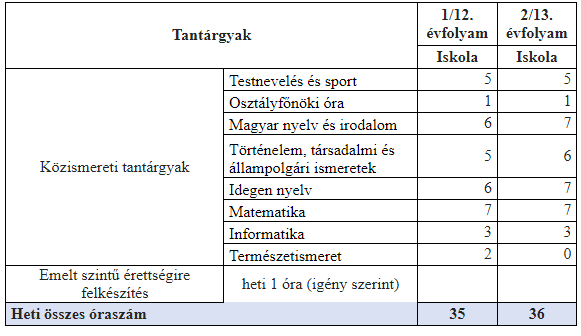 Tantárgyak 1/12. évfolyam 2/13. évfolyam
Iskola Iskola
Közismereti tantárgyak
Testnevelés és sport 5 5
Osztályfőnöki óra 1 1
Magyar nyelv és irodalom 6 7
Történelem, társadalmi és
állampolgári ismeretek 5 6
Idegen nyelv 6 7
Matematika 7 7
Informatika 3 3
Természetismeret 2 0
Emelt szintű érettségire
felkészítés heti 1 óra (igény szerint)
Heti összes óraszám 35 36